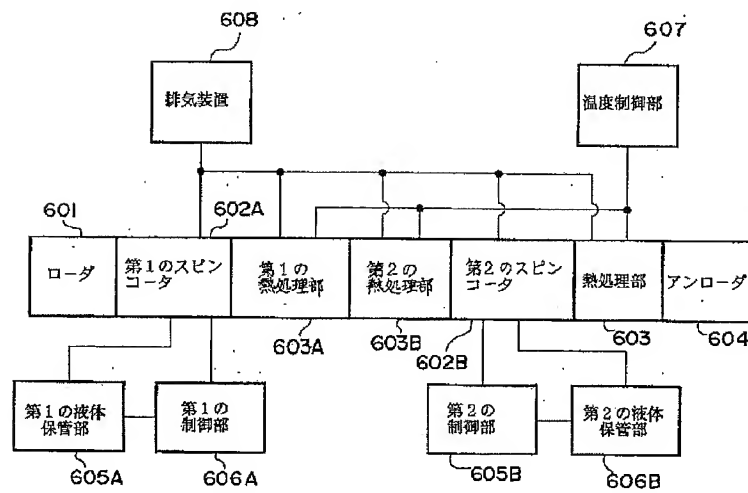 608
607
排気装置
温度制御部
601
602A
ローダ
第1のスピン
コータ
第1の
熱処理部
第2の
熱処理部
第2のスピン
コータ
熱処理部
アンローダ
603A
603B
602B
603
604
第1の液体
保管部
第1の
制御部
第2の
制御部
第2の液体
保管部
605A
606A
605B
606B